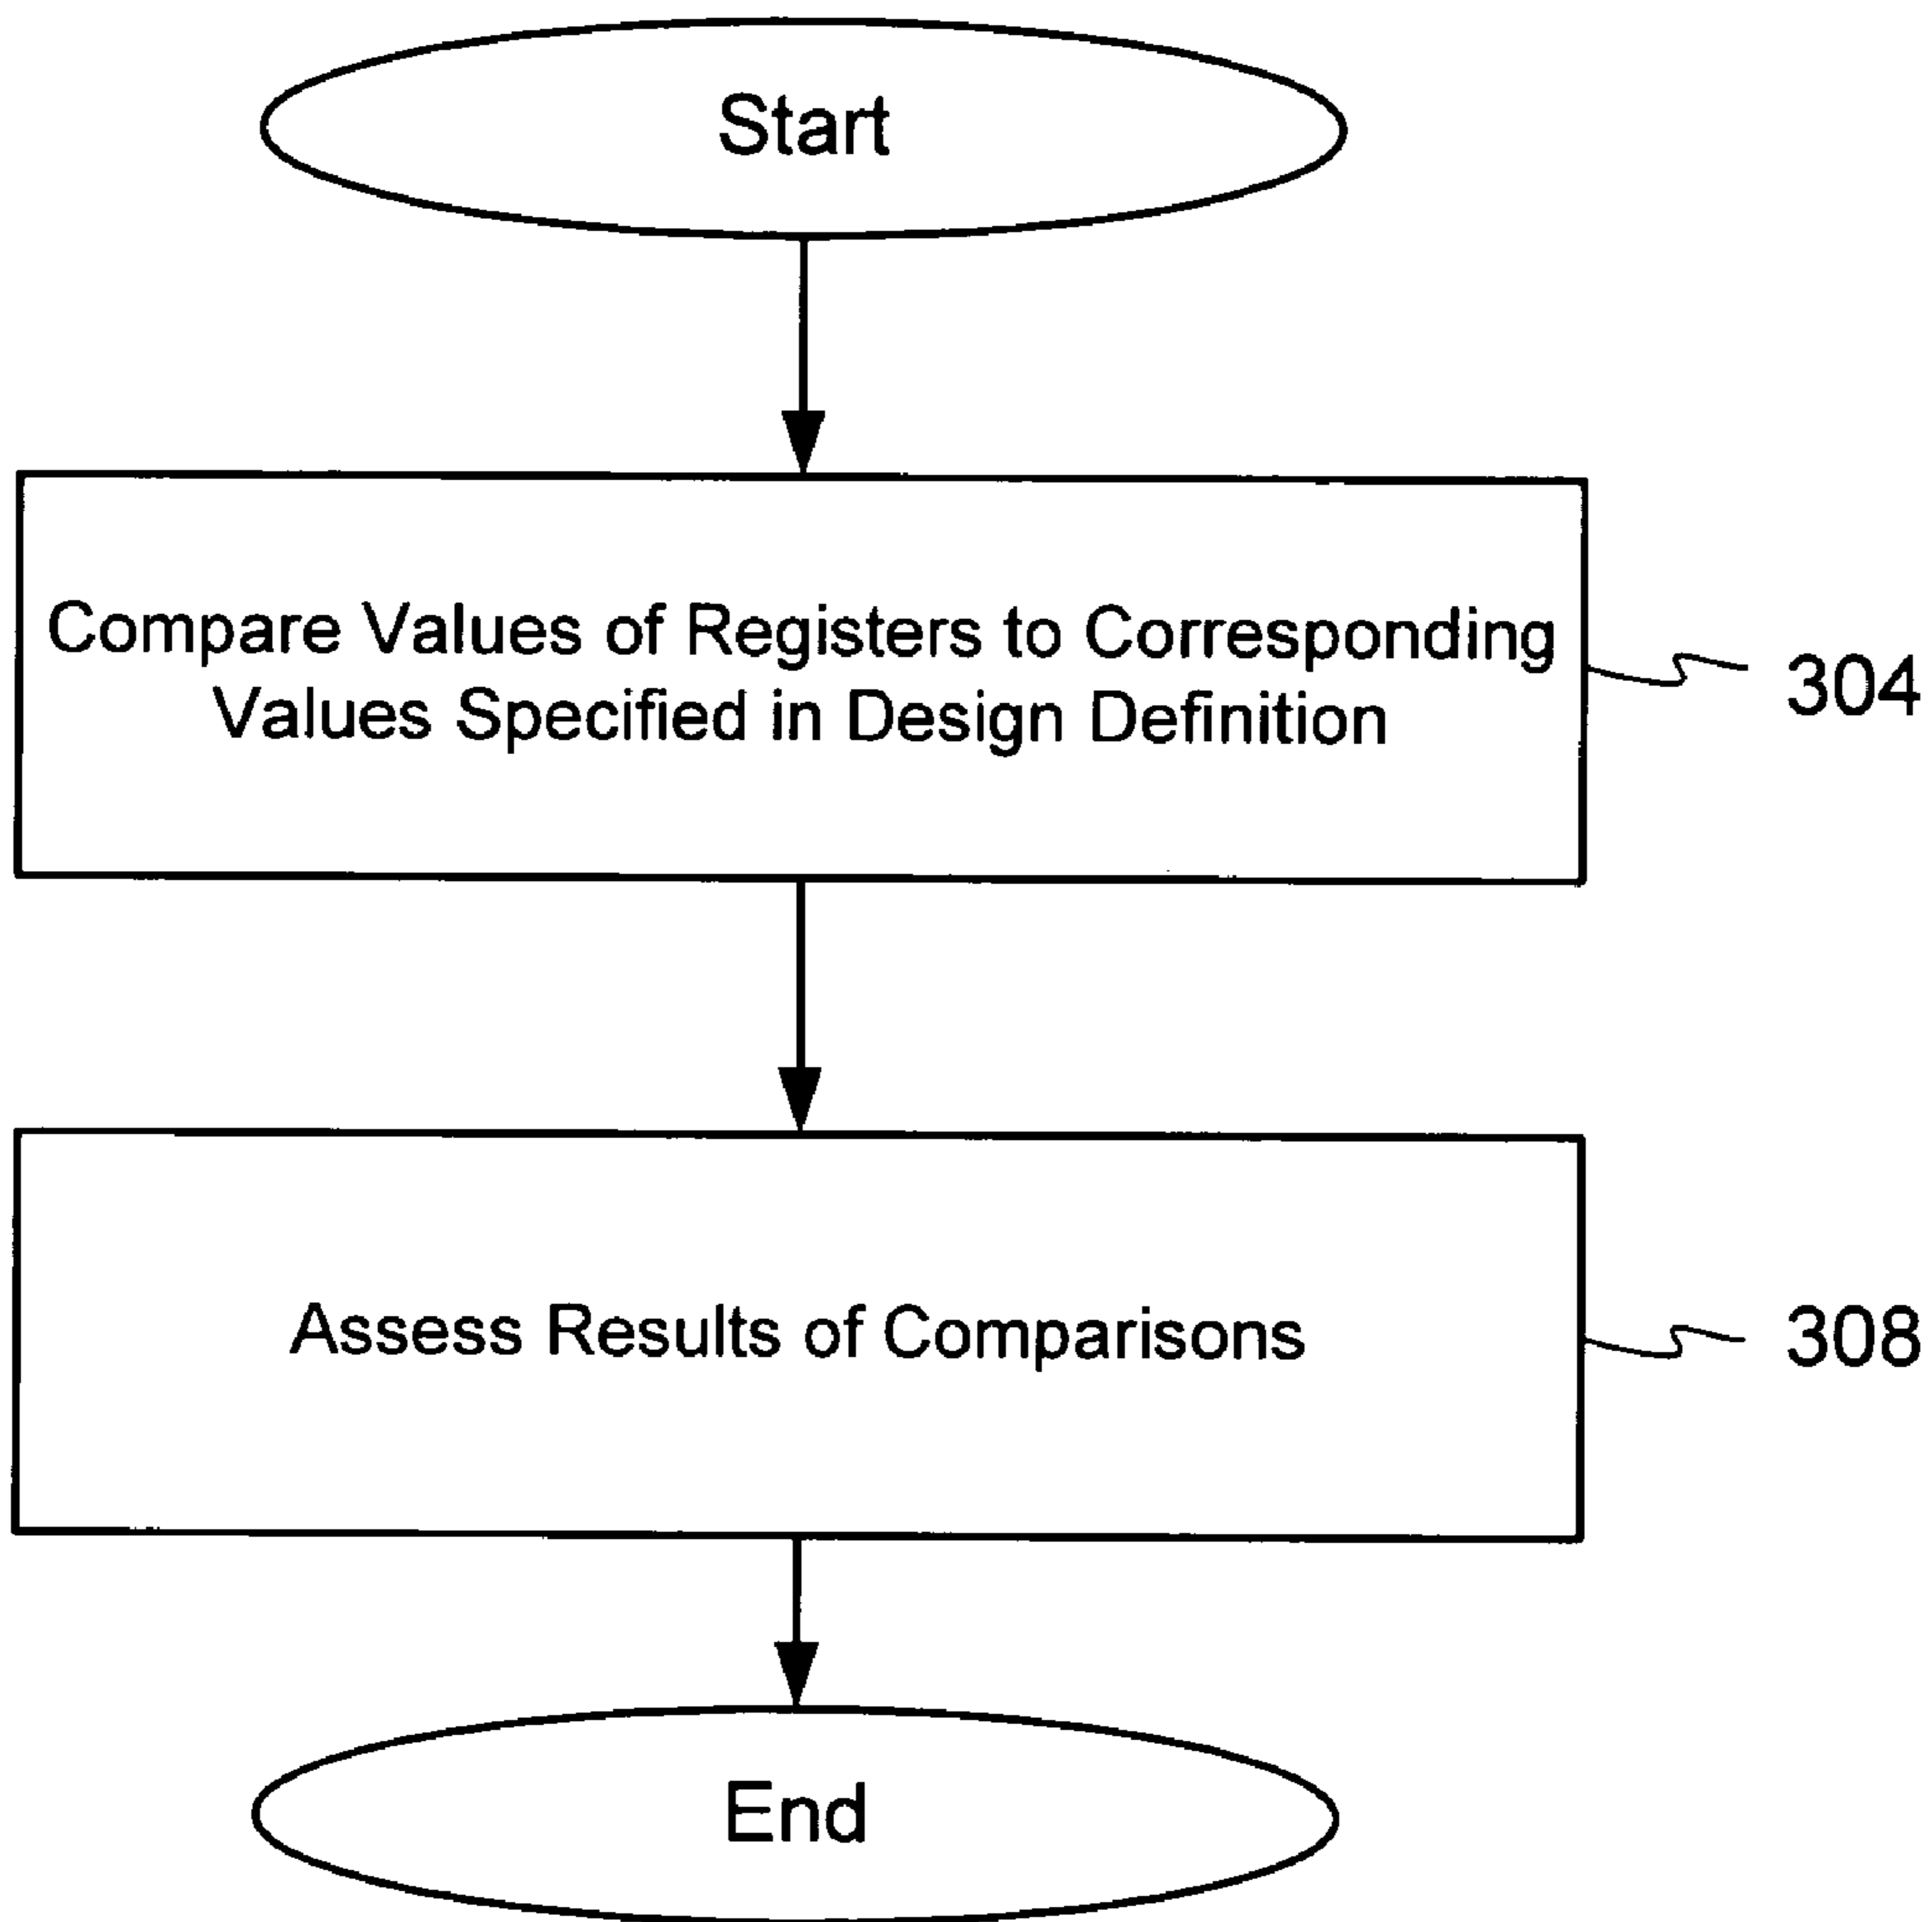 Start
Compare Values of Registers to Corresponding
Values Specified in Design Definition
304
Assess Results of Comparisons
308
End